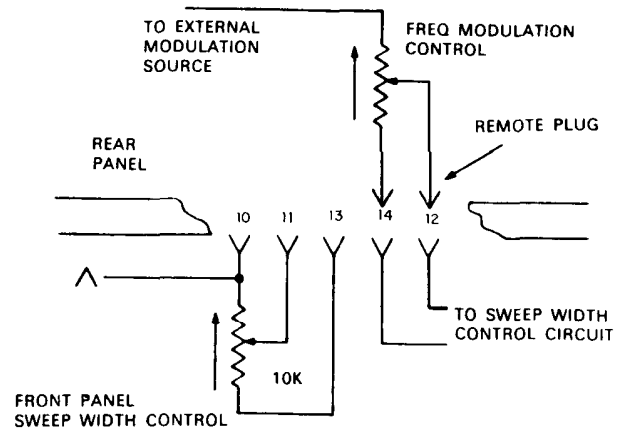 TO EXTERNAL
MODULATION
SOURCE
FREQ MODULATION
CONTROL
REMOTE PLUG
REAR
PANEL
10 11 13 14 12
TO SWEEP WIDTH
CONTROL CIRCUIT
10K
FRONT PANEL
SWEEP WIDTH CONTROL